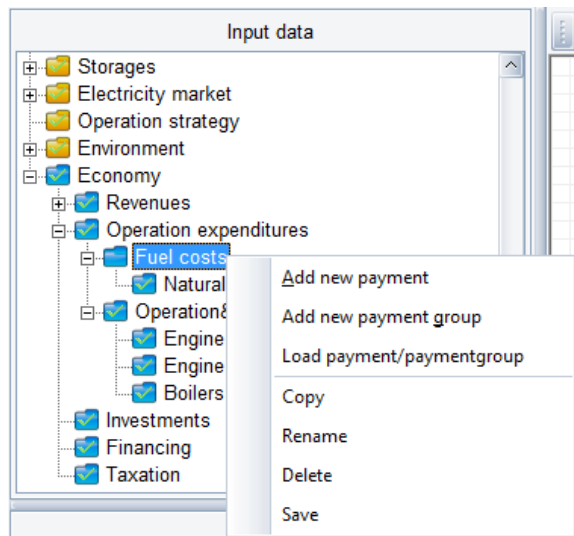 Input data
Storages
Electricity market
Operation strategy
Environment
Economy
Revenues
Operation expenditures
Fuel costs
Natural
Operation&
Engine
Engine
Boilers
Investments
Financing
Taxation
Add new payment
Add new payment group
Load payment/paymentgroup
Copy
Rename
Delete
Save